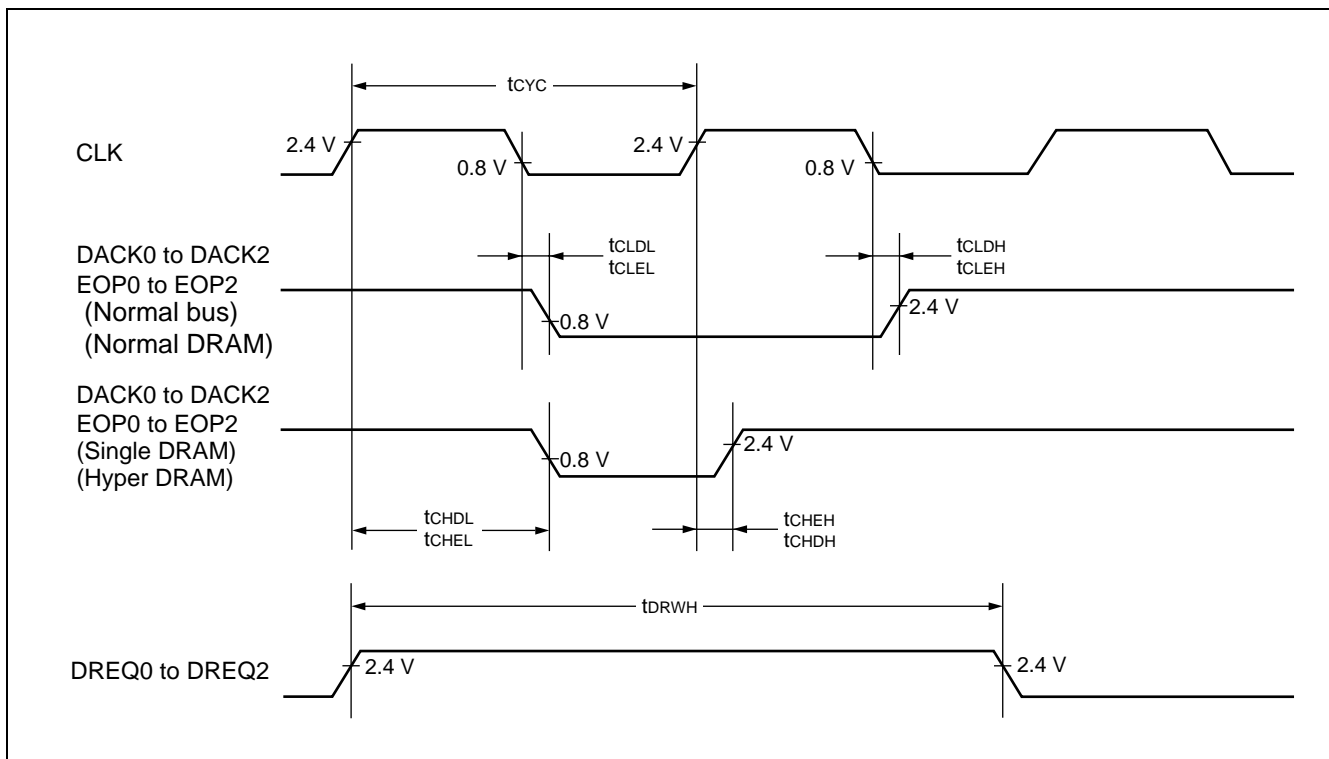 tCYC
CLK
2.4 V
0.8 V
2.4 V
0.8 V
DACK0 to DACK2
EOP0 to EOP2
(Normal bus)
(Normal DRAM)
tCLDL
tCLEL
tCLDH
tCLEH
0.8 V
2.4 V
DACK0 to DACK2
EOP0 to EOP2
(Single DRAM)
(Hyper DRAM)
0.8 V
2.4 V
tCHDL
tCHEL
tCHEH
tCHDH
tDRWH
DREQ0 to DREQ2
2.4 V
2.4 V